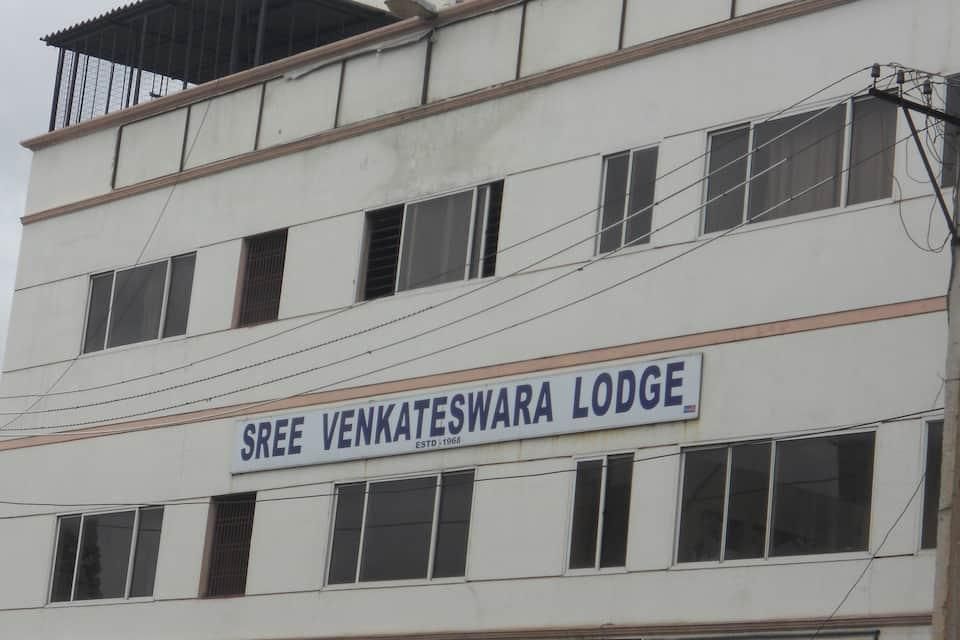 SREE VENKATESWARA LODGE
ESTD - 1968